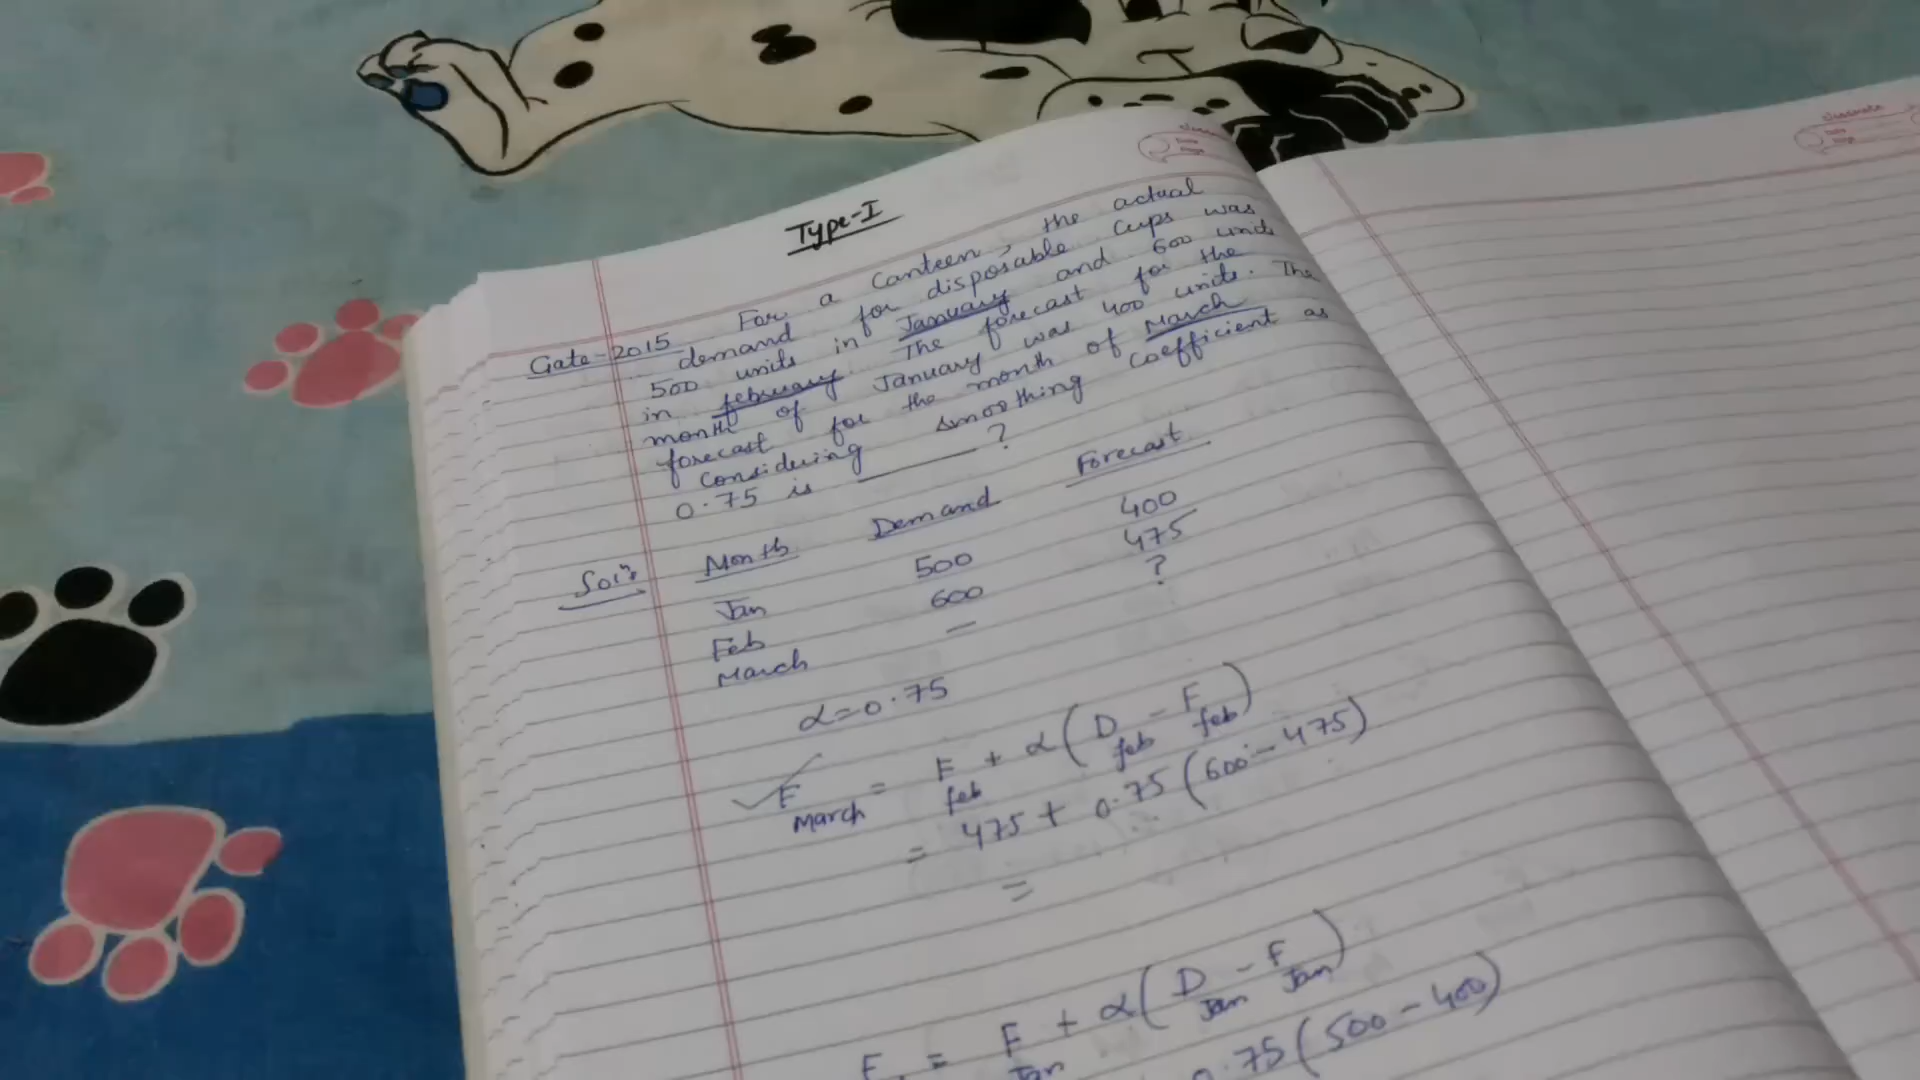 Type-I
Gate-2015 For a Canteen, the actual
demand for disposable Cups was
500 units in January and 600 units
in february. The forecast for the
month of January was 400 units. The
forecast for the month of March
Considering smoothing coefficient as
0.75 is ______ ?
Month Demand Forecast
Jan 500 400
Feb 600 475
March — ?
α=0.75
F March = F feb + α(D feb - F feb)
= 475 + 0.75 (600 - 475)
=
F = F Jan + α(D Jan - F Jan)
0.75 (500 - 400)